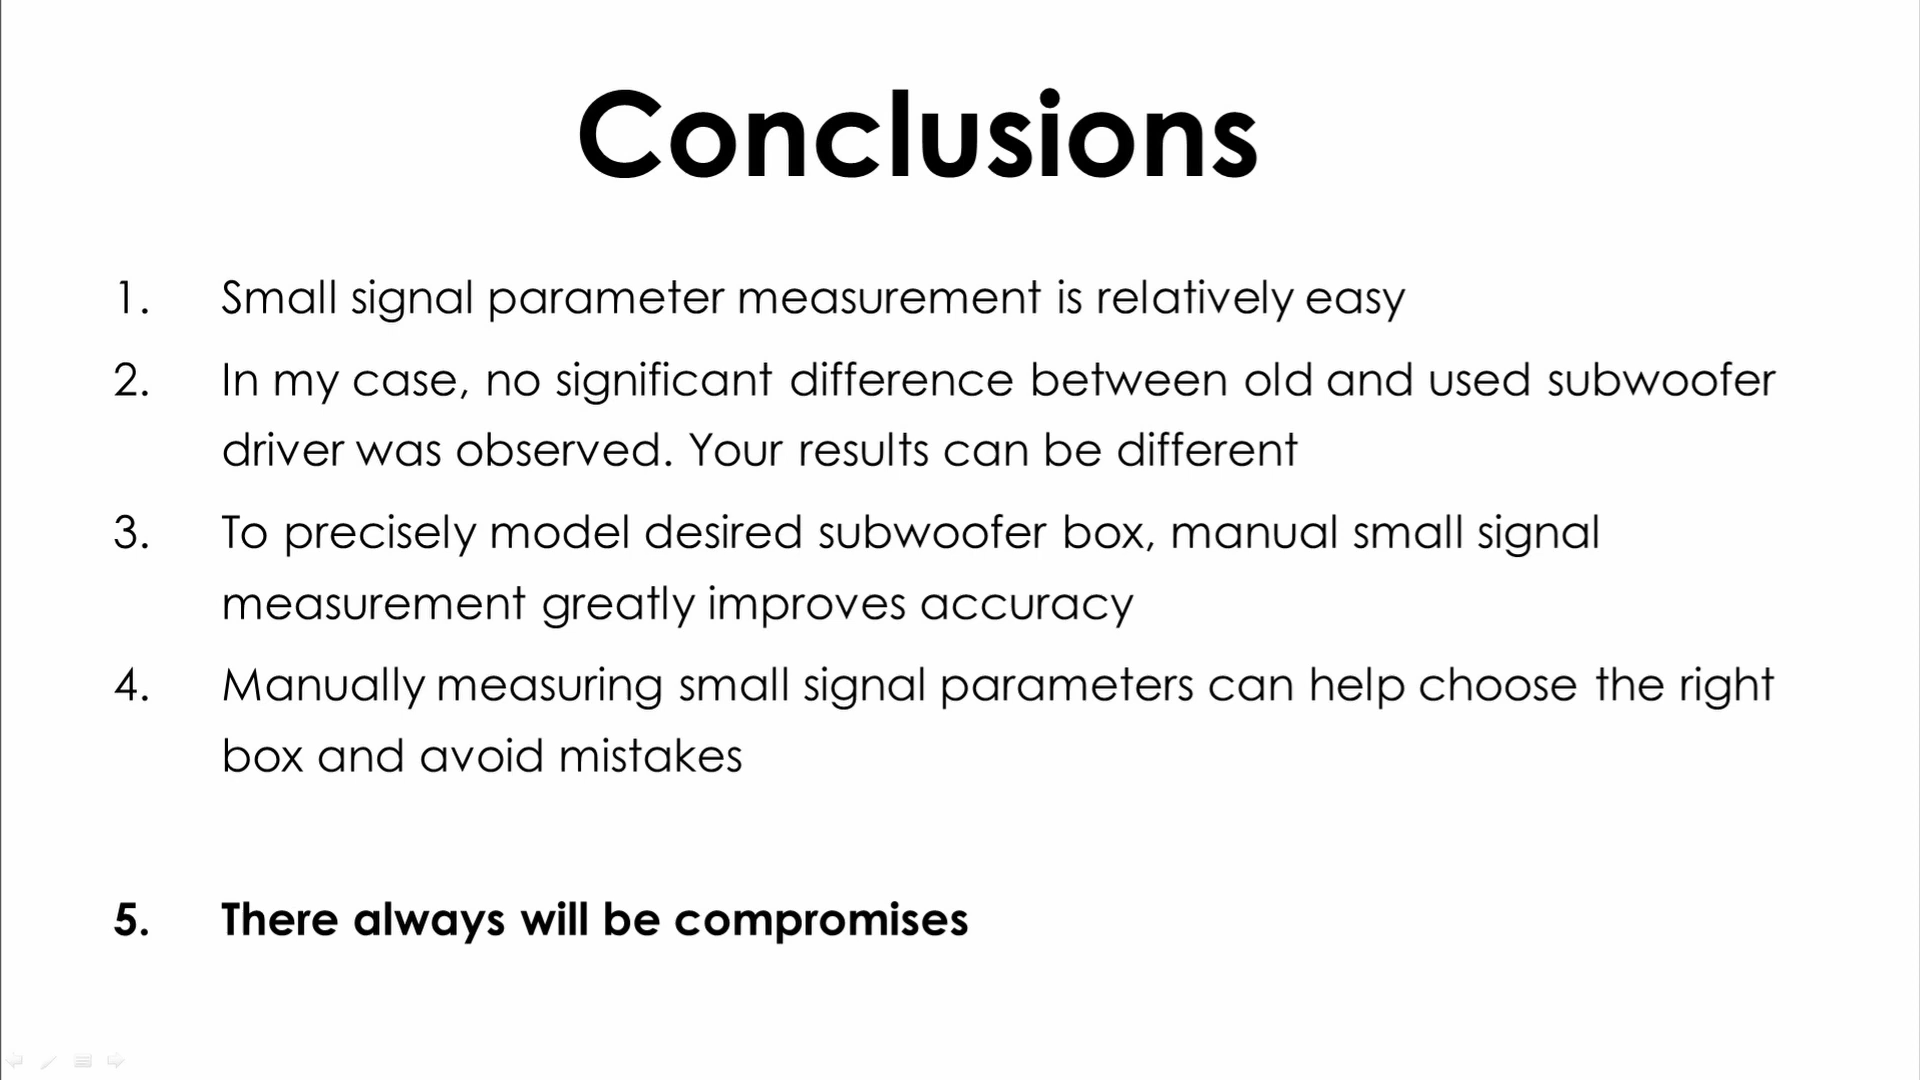 Conclusions
1. Small signal parameter measurement is relatively easy
2. In my case, no significant difference between old and used subwoofer
driver was observed. Your results can be different
3. To precisely model desired subwoofer box, manual small signal
measurement greatly improves accuracy
4. Manually measuring small signal parameters can help choose the right
box and avoid mistakes
5. There always will be compromises